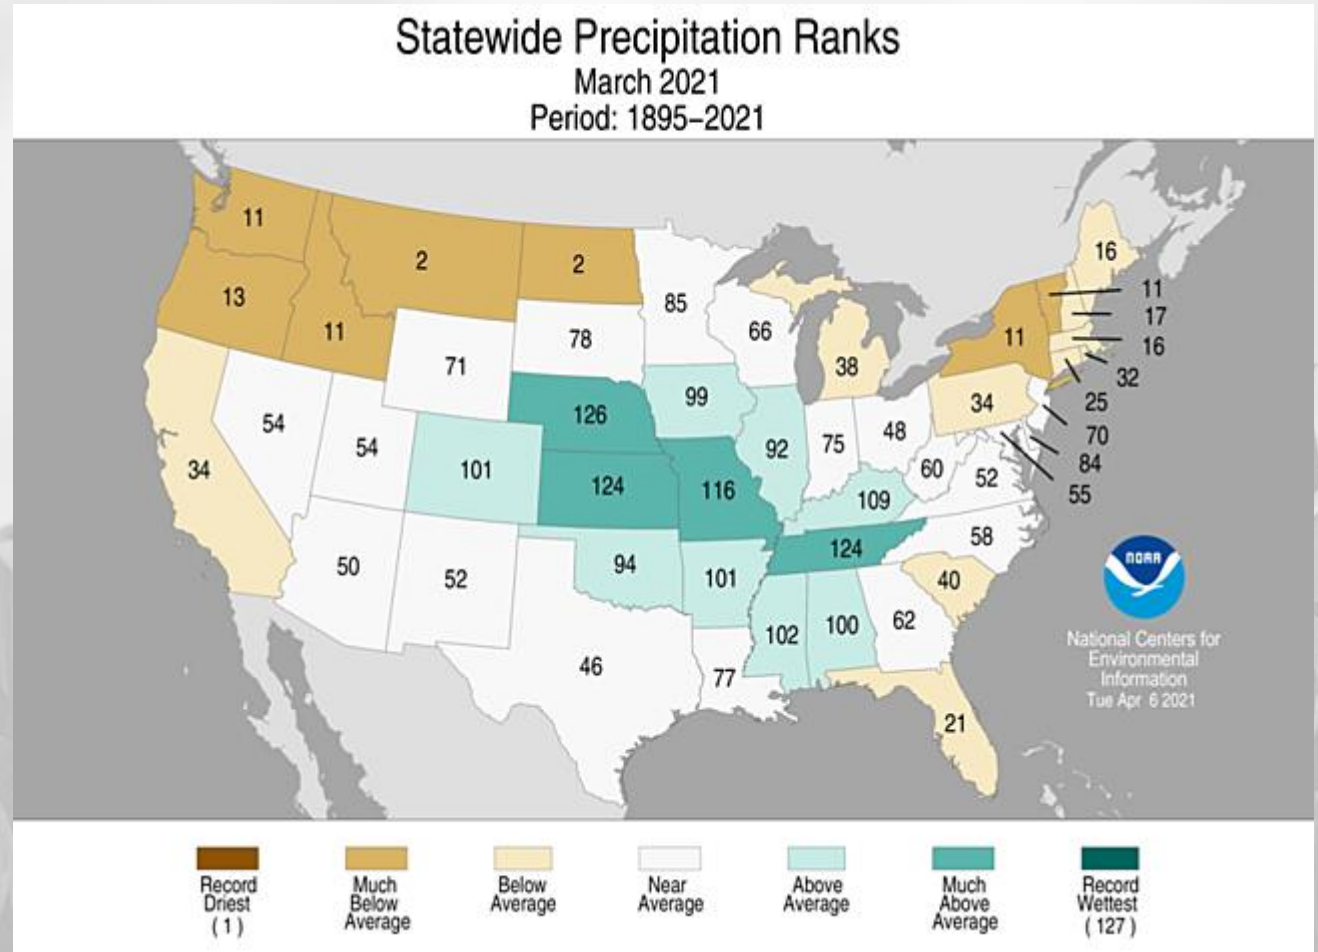 Statewide Precipitation Ranks
March 2021
Period: 1895–2021
11
2
2
13
11
85
16
11
17
16
32
25
70
84
55
78
66
71
38
11
34
99
126
54
54
101
92
75
48
60
52
34
124
116
109
124
58
50
52
94
101
40
102
100
62
46
77
21
NOAA
National Centers for
Environmental
Information
Tue Apr 6 2021
Record
Driest
( 1 )
Much
Below
Average
Below
Average
Near
Average
Above
Average
Much
Above
Average
Record
Wettest
( 127 )